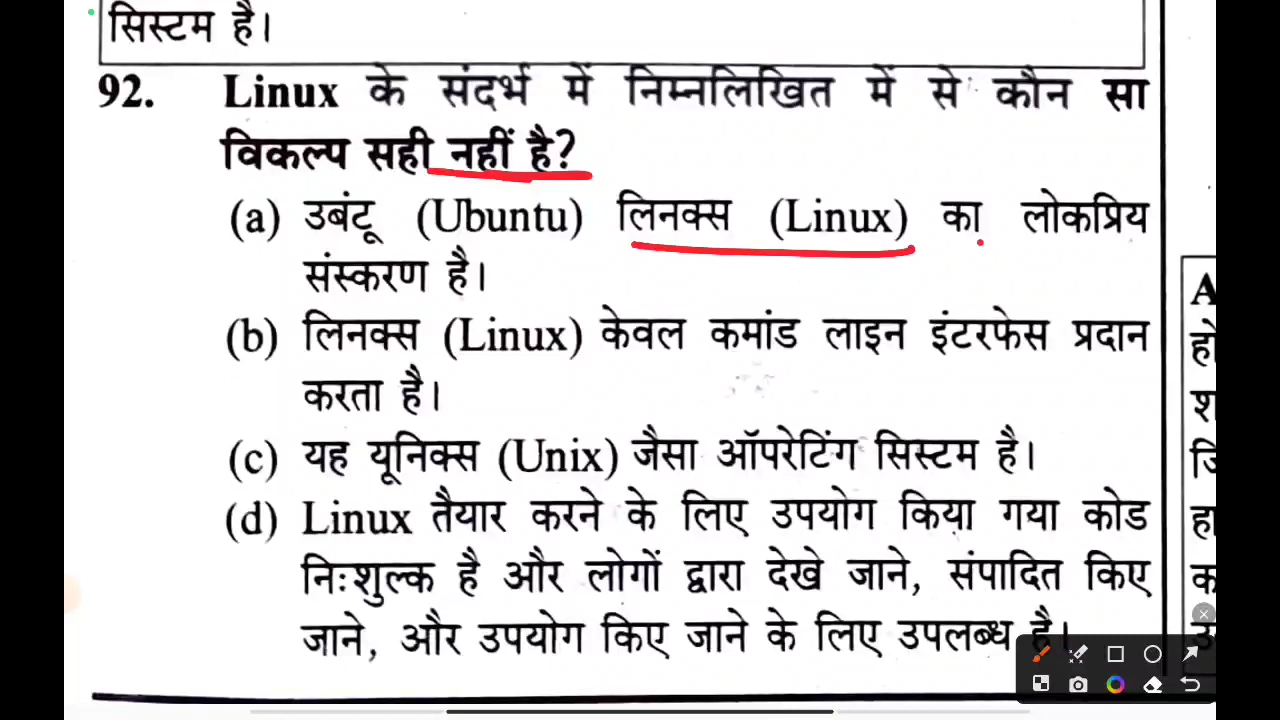 सिस्टम है।
92. Linux के संदर्भ में निम्नलिखित में से कौन सा
विकल्प सही नहीं है?
(a) उबंटू (Ubuntu) लिनक्स (Linux) का लोकप्रिय
संस्करण है।
(b) लिनक्स (Linux) केवल कमांड लाइन इंटरफेस प्रदान
करता है।
(c) यह यूनिक्स (Unix) जैसा ऑपरेटिंग सिस्टम है।
(d) Linux तैयार करने के लिए उपयोग किया गया कोड
निःशुल्क है और लोगों द्वारा देखे जाने, संपादित किए
जाने, और उपयोग किए जाने के लिए उपलब्ध है।